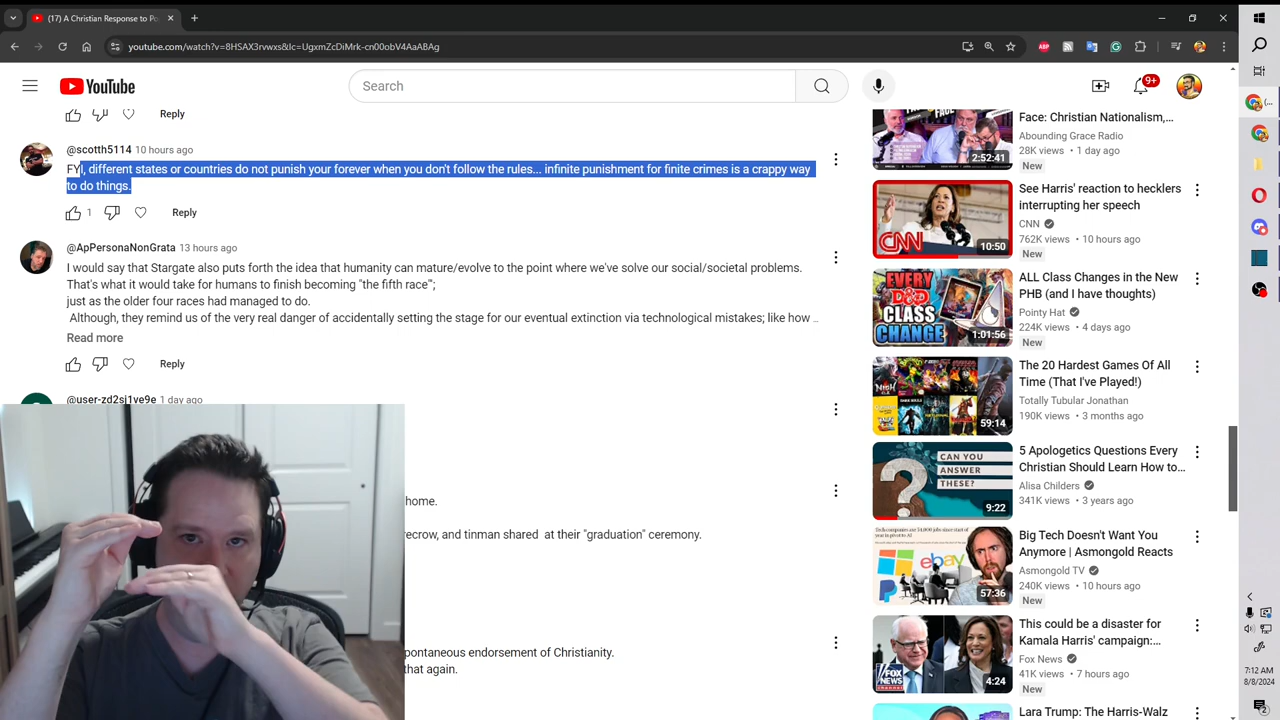 (17) A Christian Response to Po
youtube.com/watch?v=8HSAX3rvwxs&lc=UgxmZcDiMrk-cn00obV4AaABAg
YouTube
Search
9+
Reply
@scotth5114 10 hours ago
FYI, different states or countries do not punish your forever when you don't follow the rules... infinite punishment for finite crimes is a crappy way
to do things.
1
Reply
@ApPersonaNonGrata 13 hours ago
I would say that Stargate also puts forth the idea that humanity can mature/evolve to the point where we've solve our social/societal problems.
That's what it would take for humans to finish becoming "the fifth race";
just as the older four races had managed to do.
Although, they remind us of the very real danger of accidentally setting the stage for our eventual extinction via technological mistakes; like how ...
Read more
Reply
@user-zd2sj1ve9e 1 day ago
home.
recrow, and tinman shared at their "graduation" ceremony.
pontaneous endorsement of Christianity.
that again.
FACE
2:52:41
Face: Christian Nationalism,...
Abounding Grace Radio
28K views • 1 day ago
New
CNN
10:50
See Harris' reaction to hecklers
interrupting her speech
CNN
762K views • 10 hours ago
New
EVERY
D&D
CLASS
CHANGE
1:01:56
ALL Class Changes in the New
PHB (and I have thoughts)
Pointy Hat
224K views • 4 days ago
New
59:14
The 20 Hardest Games Of All
Time (That I've Played!)
Totally Tubular Jonathan
190K views • 3 months ago
CAN YOU
ANSWER
THESE?
9:22
5 Apologetics Questions Every
Christian Should Learn How to...
Alisa Childers
341K views • 3 years ago
ebay
57:36
Big Tech Doesn't Want You
Anymore | Asmongold Reacts
Asmongold TV
240K views • 10 hours ago
New
FOX
NEWS
channel
4:24
This could be a disaster for
Kamala Harris' campaign:...
Fox News
41K views • 7 hours ago
New
Lara Trump: The Harris-Walz
7:12 AM
8/8/2024